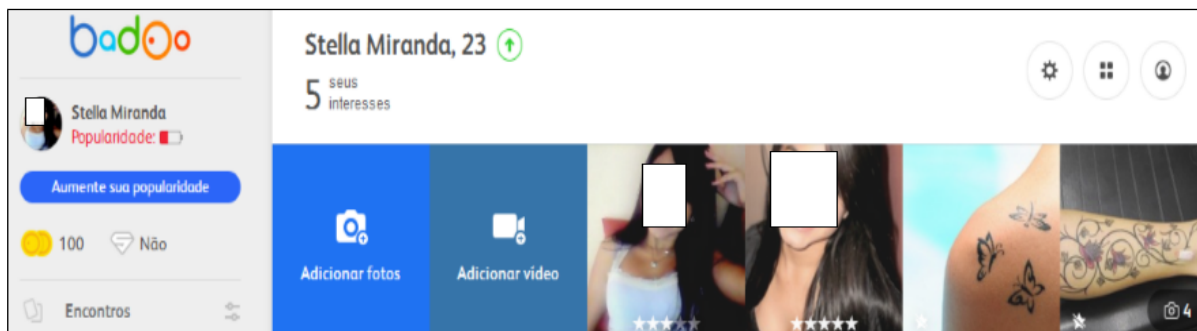 badoo
Stella Miranda
Popularidade:
Aumente sua popularidade
100 Não
Encontros
Stella Miranda, 23
5 seus
interesses
Adicionar fotos
Adicionar vídeo
4